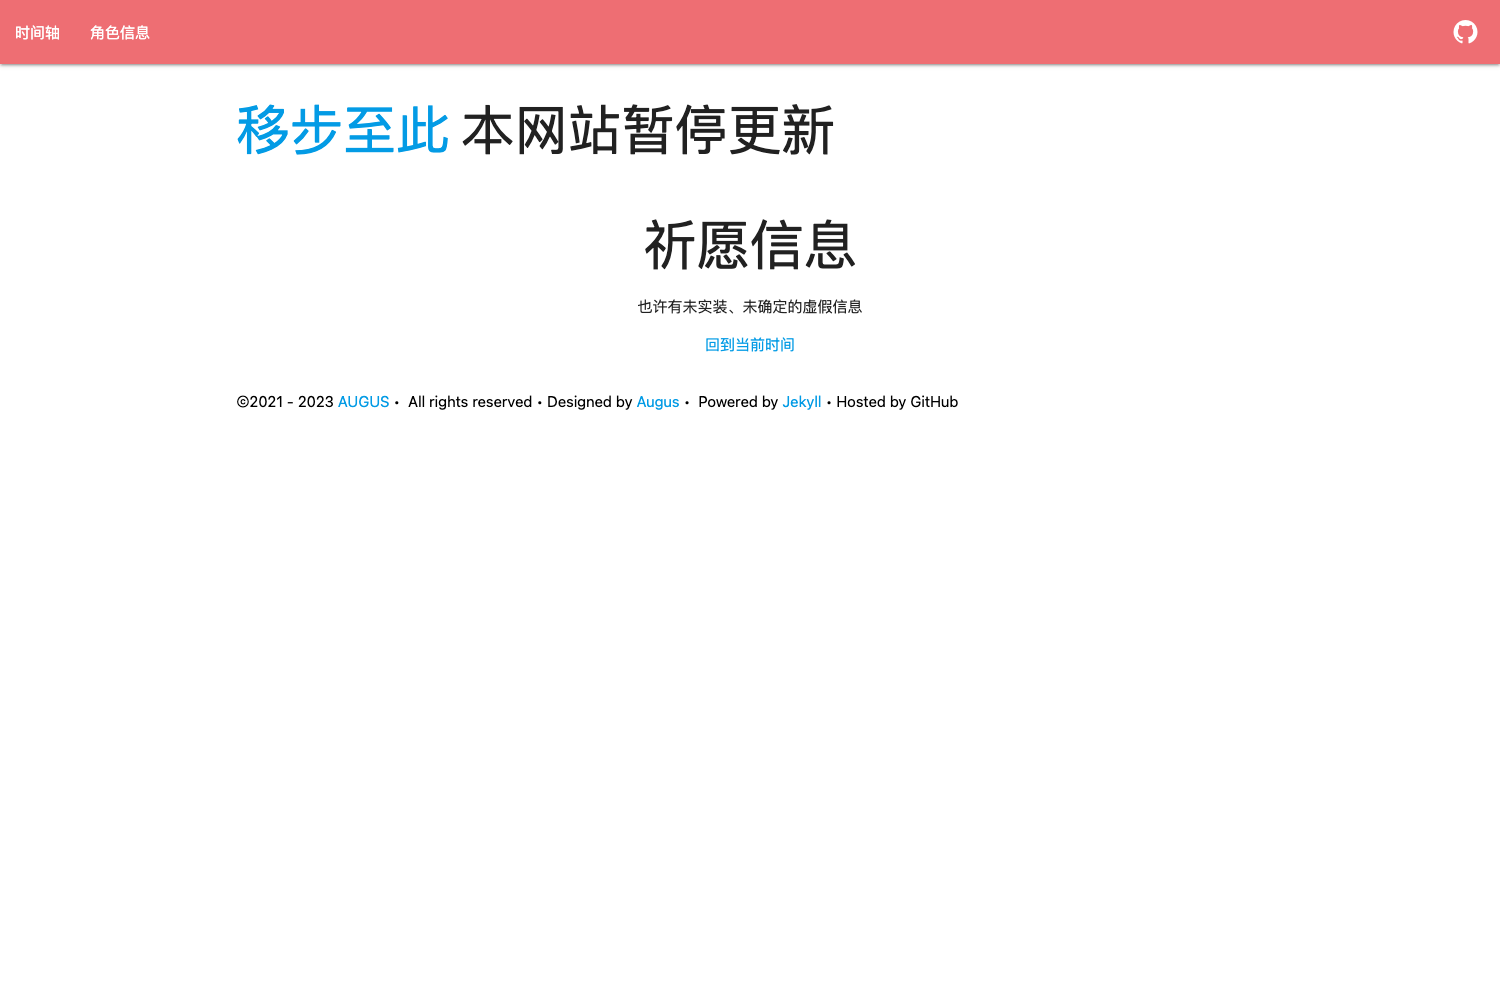 时间轴 角色信息
移步至此 本网站暂停更新
祈愿信息
也许有未实装、未确定的虚假信息
回到当前时间
©2021 - 2023 AUGUS • All rights reserved • Designed by Augus • Powered by Jekyll • Hosted by GitHub